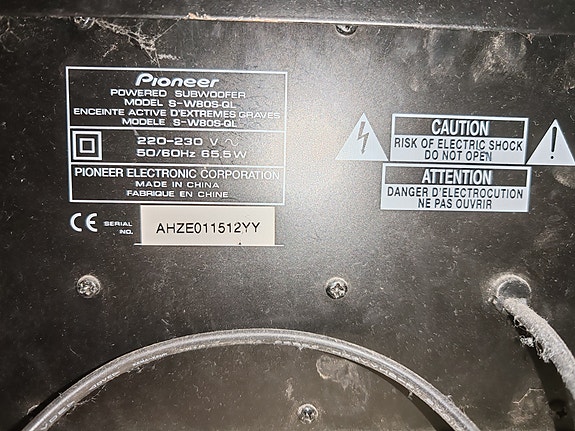 Pioneer
POWERED SUBWOOFER
MODEL S-W80S-QL
ENCEINTE ACTIVE D'EXTREMES GRAVES
MODELE S-W80S-QL
220-230 V ~
50/60Hz 65,5W
PIONEER ELECTRONIC CORPORATION
MADE IN CHINA
FABRIQUE EN CHINE
CE SERIAL NO. AHZE011512YY
CAUTION
RISK OF ELECTRIC SHOCK
DO NOT OPEN
ATTENTION
DANGER D'ELECTROCUTION
NE PAS OUVRIR